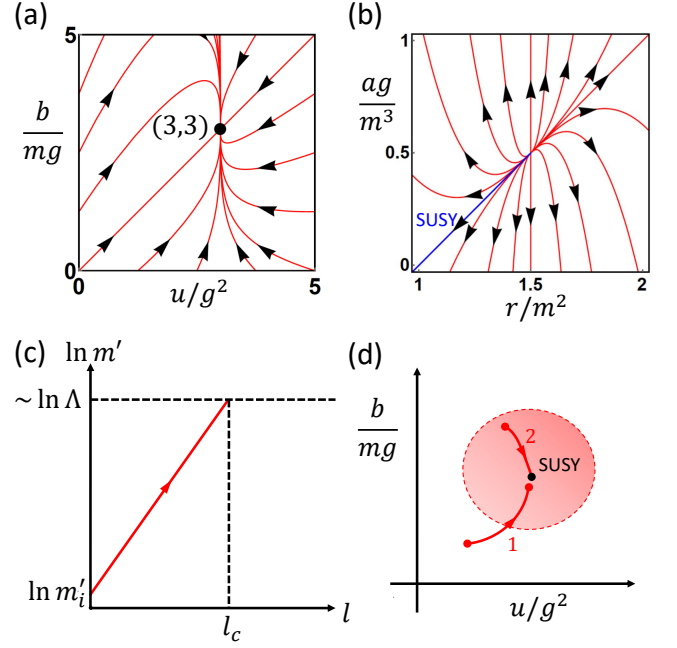 (a)
5
b/mg
(3,3)
0
0
u/g²
5
(b)
1
ag/m³
0.5
SUSY
0
1
1.5
2
r/m²
(c)
ln m′
~ ln Λ
ln m′ᵢ
l_c
l
(d)
b/mg
2
SUSY
1
u/g²